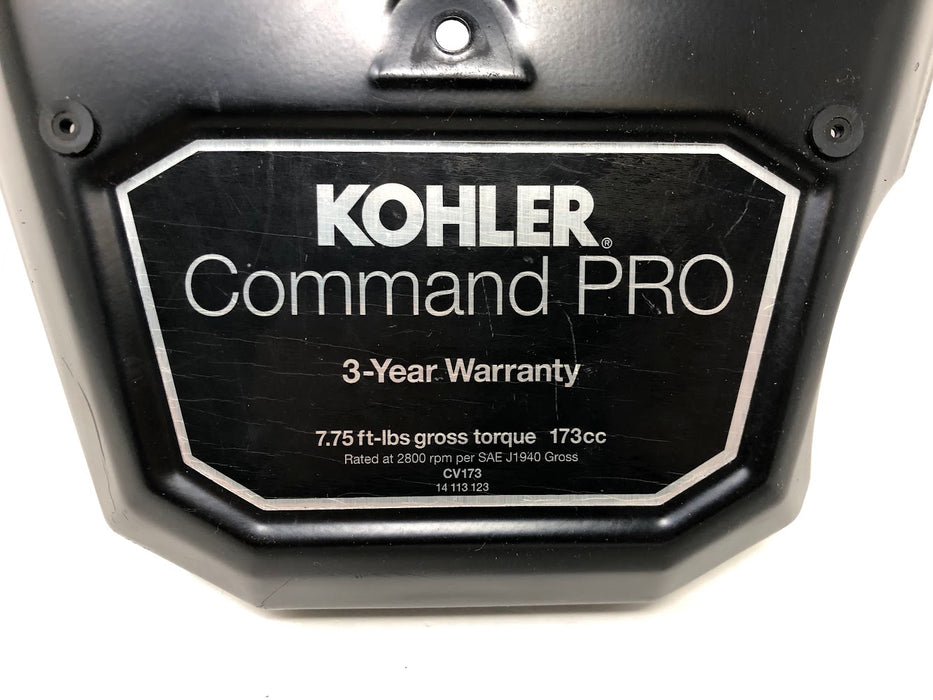 KOHLER®
Command PRO
3-Year Warranty
7.75 ft-lbs gross torque 173cc
Rated at 2800 rpm per SAE J1940 Gross
CV173
14 113 123